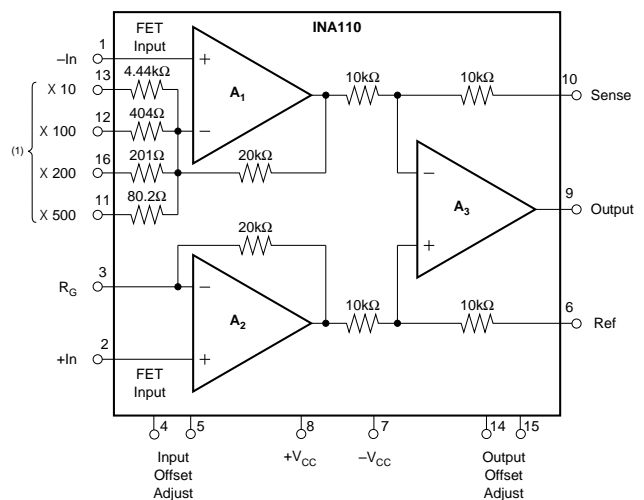 INA110
FET
Input
1
–In
13
4.44kΩ
X 10
12
404Ω
X 100
(1)
16
201Ω
X 200
11
80.2Ω
X 500
A1
20kΩ
10kΩ
10kΩ
10
Sense
A3
9
Output
20kΩ
3
RG
A2
10kΩ
10kΩ
6
Ref
2
+In
FET
Input
4
5
8
7
14
15
Input
Offset
Adjust
+VCC
–VCC
Output
Offset
Adjust